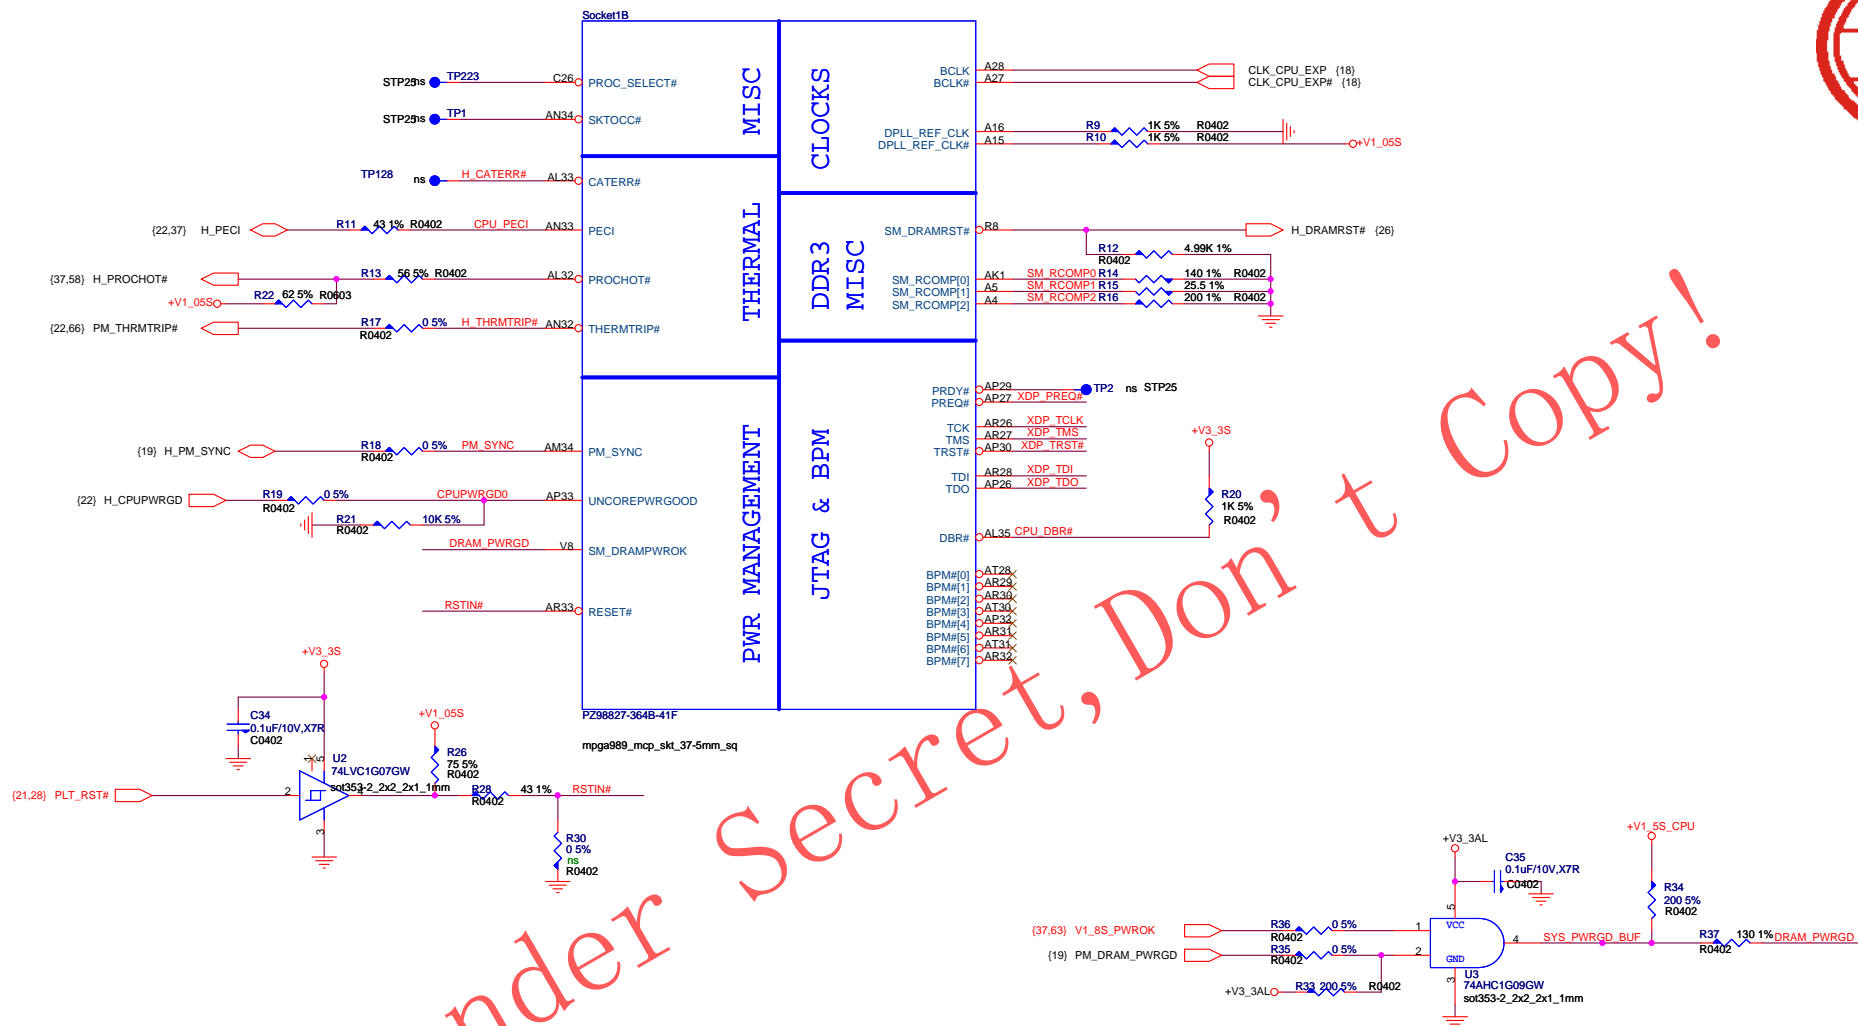 Socket1B
STP25 ns TP223 C26 PROC_SELECT#
STP25 ns TP1 AN34 SKTOCC#
MISC
TP128 ns H_CATERR# AL33 CATERR#
{22,37} H_PECI R11 43 1% R0402 CPU_PECI AN33 PECI
{37,58} H_PROCHOT# R13 56 5% R0402 AL32 PROCHOT#
+V1_05S R22 62 5% R0603
{22,66} PM_THRMTRIP# R17 0 5% R0402 H_THRMTRIP# AN32 THERMTRIP#
THERMAL
{19} H_PM_SYNC R18 0 5% R0402 PM_SYNC AM34 PM_SYNC
{22} H_CPUPWRGD R19 0 5% R0402 CPUPWRGD0 AP33 UNCOREPWRGOOD
R21 10K 5% R0402
DRAM_PWRGD V8 SM_DRAMPWROK
RSTIN# AR33 RESET#
PWR MANAGEMENT
CLOCKS
BCLK A28 CLK_CPU_EXP {18}
BCLK# A27 CLK_CPU_EXP# {18}
DPLL_REF_CLK A16 R9 1K 5% R0402
DPLL_REF_CLK# A15 R10 1K 5% R0402 +V1_05S
DDR3 MISC
SM_DRAMRST# R8 H_DRAMRST# {26}
R12 4.99K 1% R0402
SM_RCOMP[0] AK1 SM_RCOMP0 R14 140 1% R0402
SM_RCOMP[1] A5 SM_RCOMP1 R15 25.5 1%
SM_RCOMP[2] A4 SM_RCOMP2 R16 200 1% R0402
JTAG & BPM
PRDY# AP29 TP2 ns STP25
PREQ# AP27 XDP_PREQ#
TCK AR26 XDP_TCLK
TMS AR27 XDP_TMS
TRST# AP30 XDP_TRST#
TDI AR28 XDP_TDI
TDO AP26 XDP_TDO
+V3_3S
R20
1K 5%
R0402
DBR# AL35 CPU_DBR#
BPM#[0] AT28
BPM#[1] AR29
BPM#[2] AR30
BPM#[3] AT30
BPM#[4] AP32
BPM#[5] AR31
BPM#[6] AT31
BPM#[7] AR32
PZ98827-364B-41F
mpga989_mcp_skt_37-5mm_sq
+V3_3S
C34
0.1uF/10V,X7R
C0402
1 5
U2
74LVC1G07GW
sot353-2_2x2_2x1_1mm
{21,28} PLT_RST# 2 4
3
+V1_05S
R26
75 5%
R0402
R28 43 1% RSTIN#
R0402
R30
0 5%
ns
R0402
+V3_3AL
C35
0.1uF/10V,X7R
C0402
+V1_5S_CPU
R34
200 5%
R0402
{37,63} V1_8S_PWROK R36 0 5% R0402 1
{19} PM_DRAM_PWRGD R35 0 5% R0402 2
+V3_3AL R33 200 5% R0402
5
VCC
GND
3
4 SYS_PWRGD_BUF R37 130 1% DRAM_PWRGD
R0402
U3
74AHC1G09GW
sot353-2_2x2_2x1_1mm
nder Secret,Don't Copy!